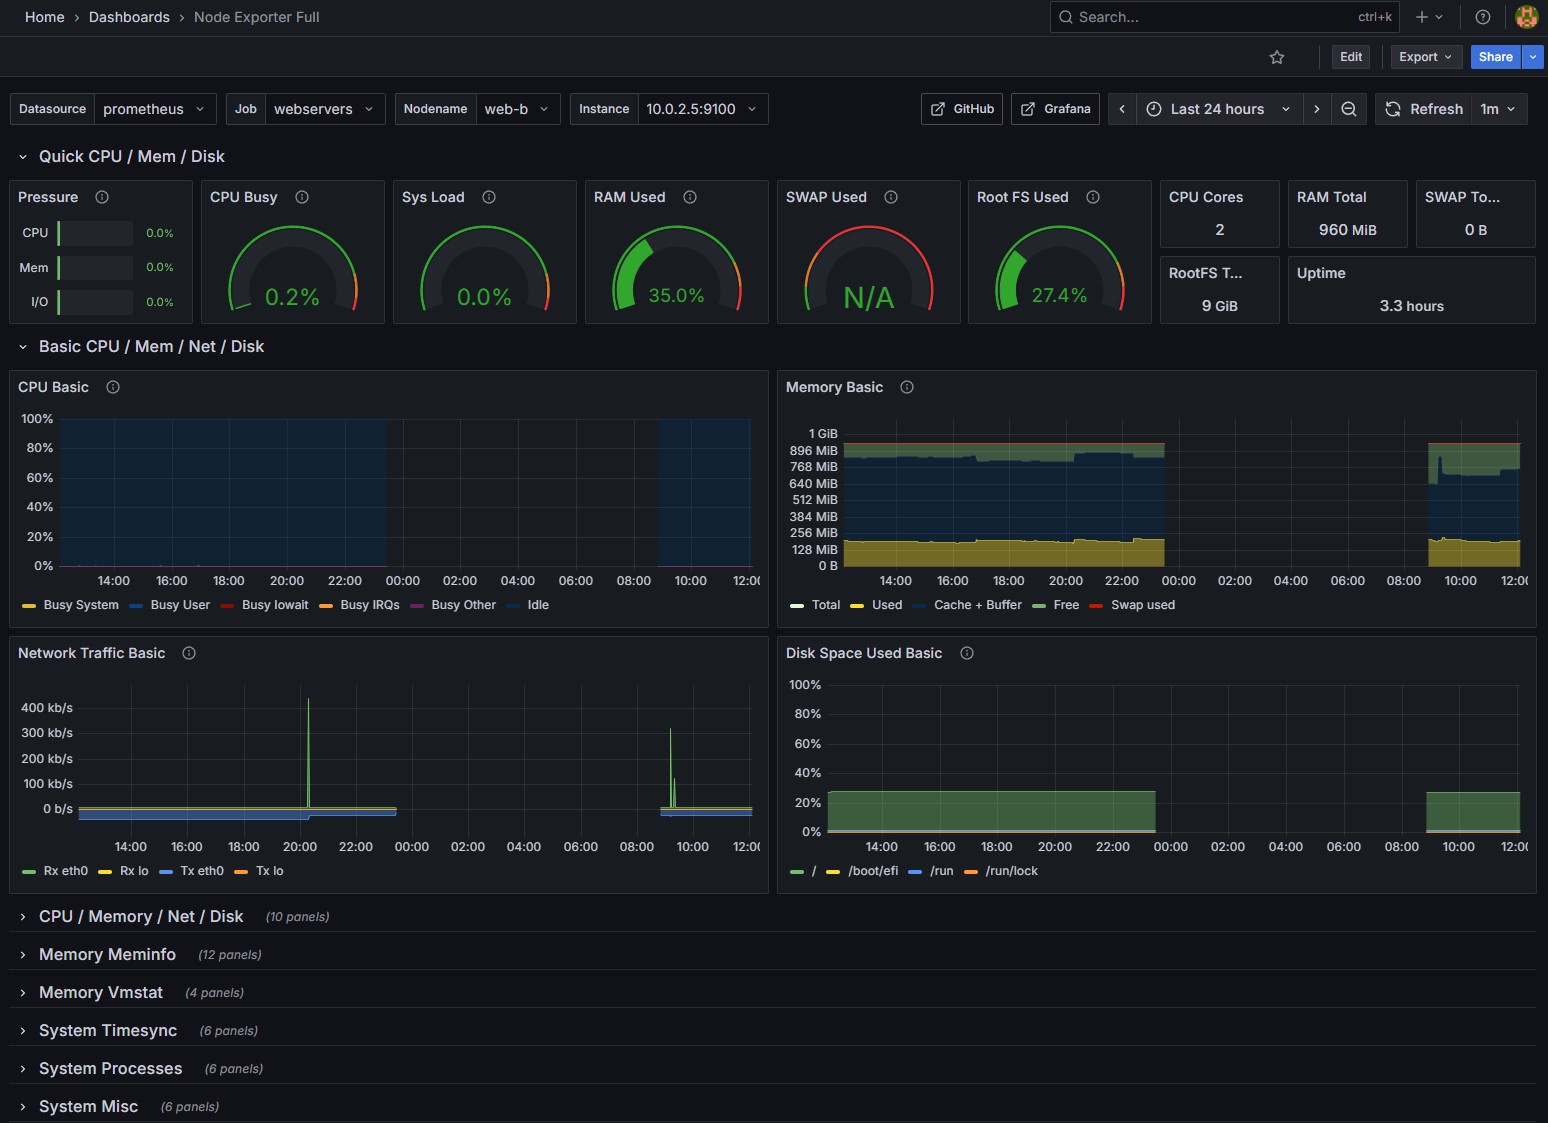 Home › Dashboards › Node Exporter Full
Search... ctrl+k
Edit Export Share
Datasource prometheus Job webservers Nodename web-b Instance 10.0.2.5:9100 GitHub Grafana Last 24 hours Refresh 1m
Quick CPU / Mem / Disk
Pressure
CPU 0.0%
Mem 0.0%
I/O 0.0%
CPU Busy
0.2%
Sys Load
0.0%
RAM Used
35.0%
SWAP Used
N/A
Root FS Used
27.4%
CPU Cores
2
RAM Total
960 MiB
SWAP To...
0 B
RootFS T...
9 GiB
Uptime
3.3 hours
Basic CPU / Mem / Net / Disk
CPU Basic
100%
80%
60%
40%
20%
0%
14:00 16:00 18:00 20:00 22:00 00:00 02:00 04:00 06:00 08:00 10:00 12:00
Busy System Busy User Busy Iowait Busy IRQs Busy Other Idle
Memory Basic
1 GiB
896 MiB
768 MiB
640 MiB
512 MiB
384 MiB
256 MiB
128 MiB
0 B
14:00 16:00 18:00 20:00 22:00 00:00 02:00 04:00 06:00 08:00 10:00 12:00
Total Used Cache + Buffer Free Swap used
Network Traffic Basic
400 kb/s
300 kb/s
200 kb/s
100 kb/s
0 b/s
14:00 16:00 18:00 20:00 22:00 00:00 02:00 04:00 06:00 08:00 10:00 12:00
Rx eth0 Rx lo Tx eth0 Tx lo
Disk Space Used Basic
100%
80%
60%
40%
20%
0%
14:00 16:00 18:00 20:00 22:00 00:00 02:00 04:00 06:00 08:00 10:00 12:00
/ /boot/efi /run /run/lock
CPU / Memory / Net / Disk (10 panels)
Memory Meminfo (12 panels)
Memory Vmstat (4 panels)
System Timesync (6 panels)
System Processes (6 panels)
System Misc (6 panels)